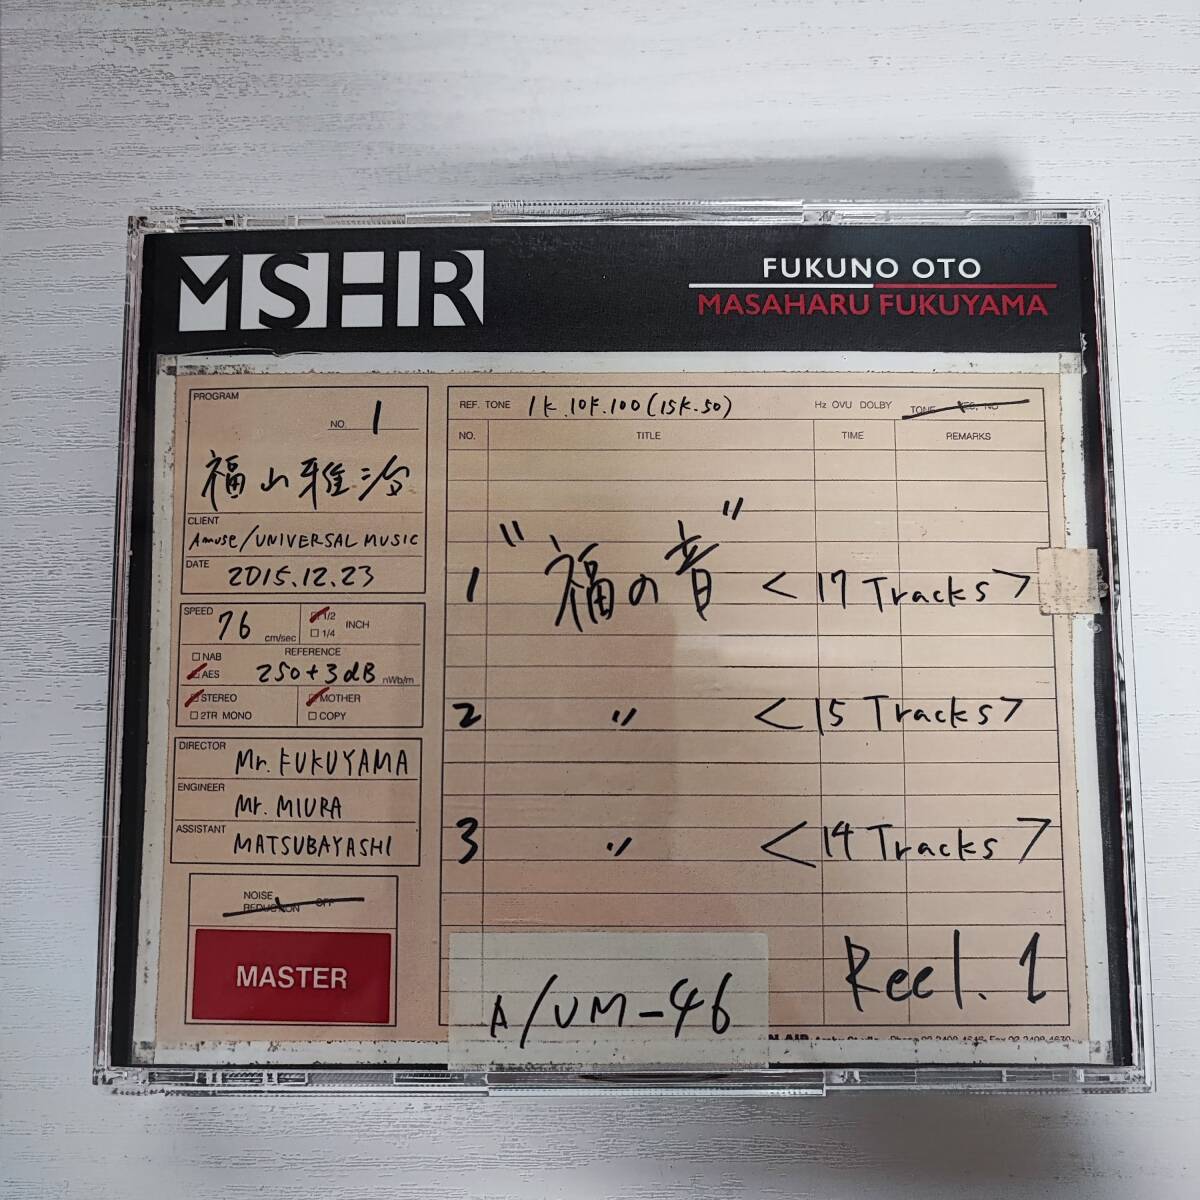 MSHR
FUKUNO OTO
MASAHARU FUKUYAMA
PROGRAM
NO. 1
福山雅治
CLIENT
Amuse/UNIVERSAL MUSIC
DATE
2015.12.23
SPEED
76 cm/sec
1/2
1/4
INCH
NAB
AES
REFERENCE
250+3dB nWb/m
STEREO
2TR MONO
MOTHER
COPY
DIRECTOR
Mr. FUKUYAMA
ENGINEER
Mr. MIURA
ASSISTANT
MATSUBAYASHI
NOISE
REDUCTION OFF
MASTER
REF. TONE 1k.10k.100(15k.50) Hz OVU DOLBY TONE YES, NO
NO. TITLE TIME REMARKS
1 "福の音" <17 Tracks>
2 〃 <15 Tracks>
3 〃 <14 Tracks>
Reel. 1
A/UM-46